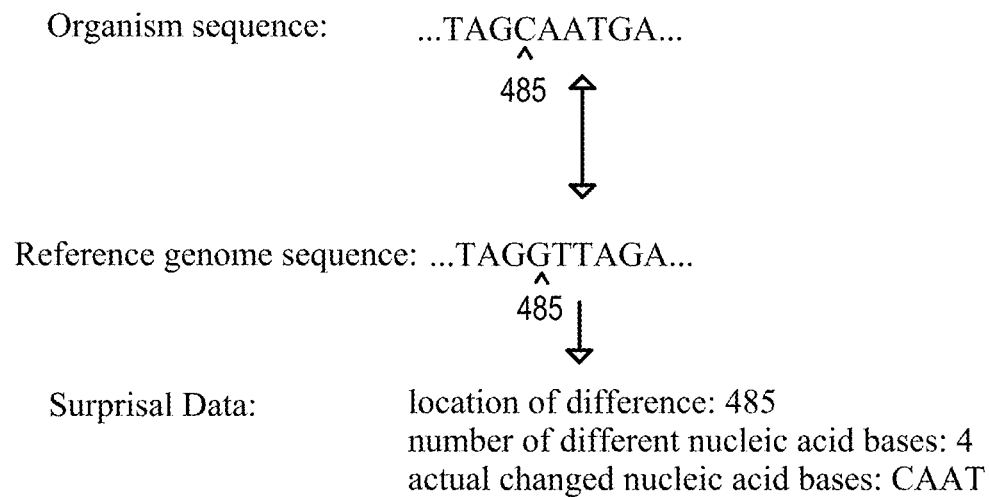 Organism sequence: ...TAGCAATGA...
^
485
Reference genome sequence: ...TAGGTTAGA...
^
485
Surprisal Data: location of difference: 485
number of different nucleic acid bases: 4
actual changed nucleic acid bases: CAAT